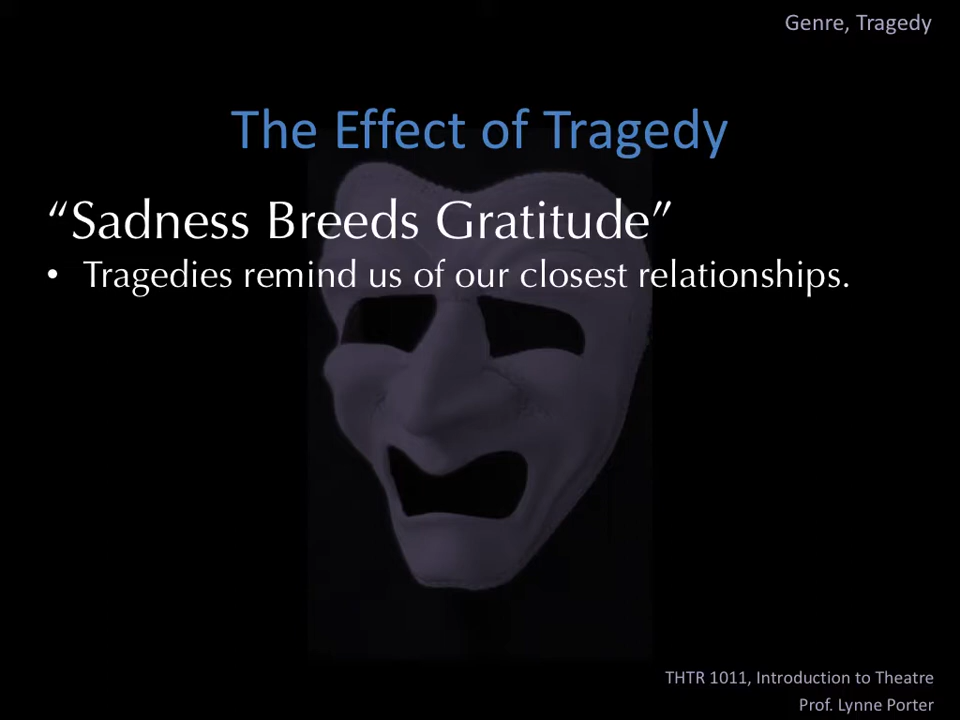 Genre, Tragedy
The Effect of Tragedy
“Sadness Breeds Gratitude”
• Tragedies remind us of our closest relationships.
THTR 1011, Introduction to Theatre
Prof. Lynne Porter